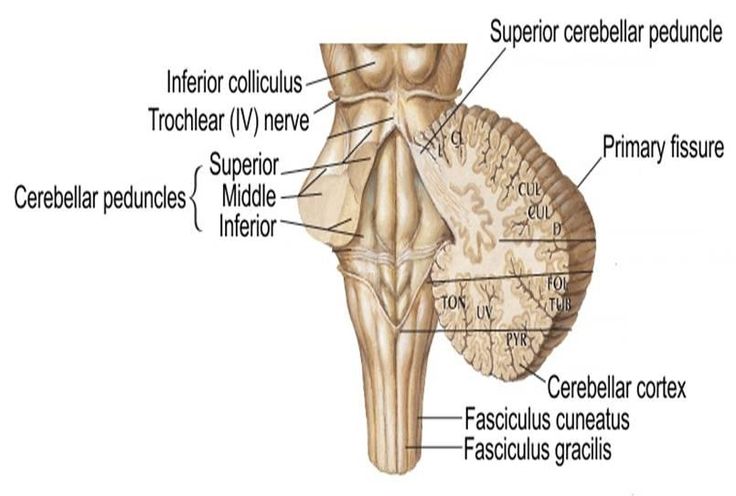 Superior cerebellar peduncle
Inferior colliculus
Trochlear (IV) nerve
Primary fissure
Cerebellar peduncles
Superior
Middle
Inferior
CUL
CUL
D
FOL
TUB
TON
UV
PYR
Cerebellar cortex
Fasciculus cuneatus
Fasciculus gracilis